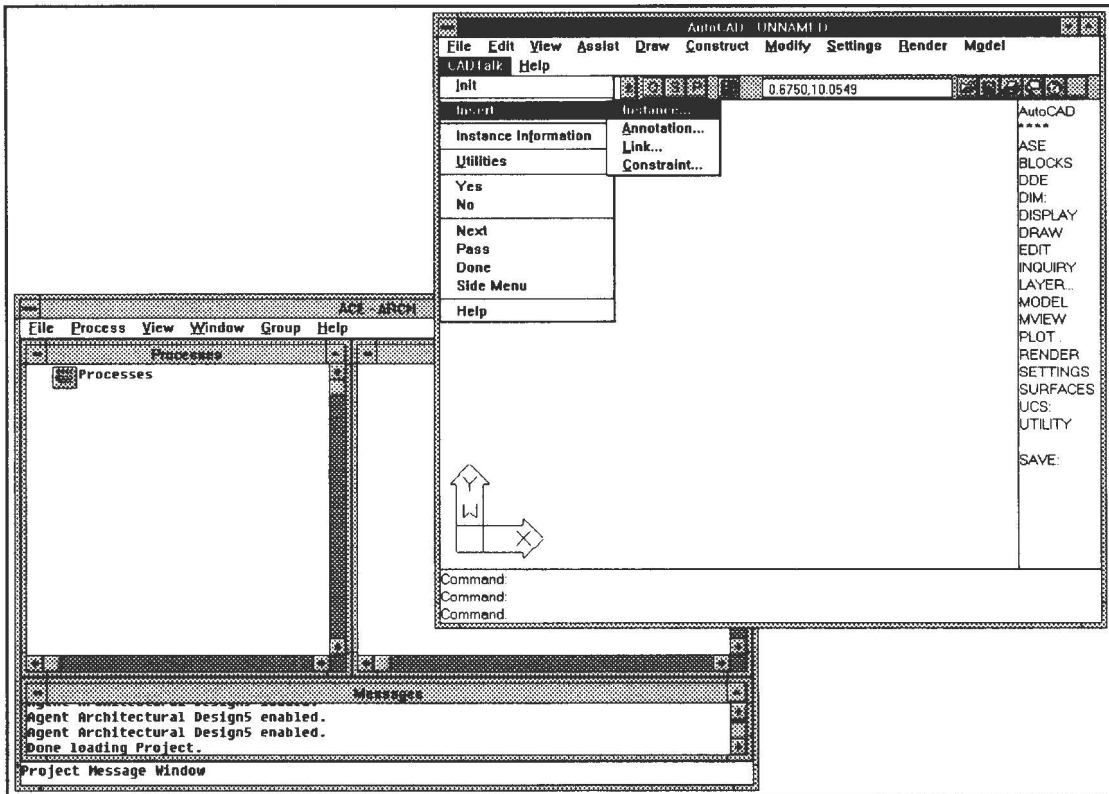 AutoCAD - UNNAMED
File Edit View Assist Draw Construct Modify Settings Render Model
CADTalk Help
Init
0.6750,10.0549
Insert
Instance...
Annotation...
Link...
Constraint...
Instance Information
Utilities
Yes
No
Next
Pass
Done
Side Menu
Help
AutoCAD
****
ASE
BLOCKS
DDE
DIM:
DISPLAY
DRAW
EDIT
INQUIRY
LAYER...
MODEL
MVIEW
PLOT.
RENDER
SETTINGS
SURFACES
UCS:
UTILITY
SAVE:
Y
W
X
Command:
Command:
Command.
ACE - ARCH
File Process View Window Group Help
Processes
Processes
Messages
Agent Architectural Design5 enabled.
Agent Architectural Design5 enabled.
Done loading Project.
Project Message Window